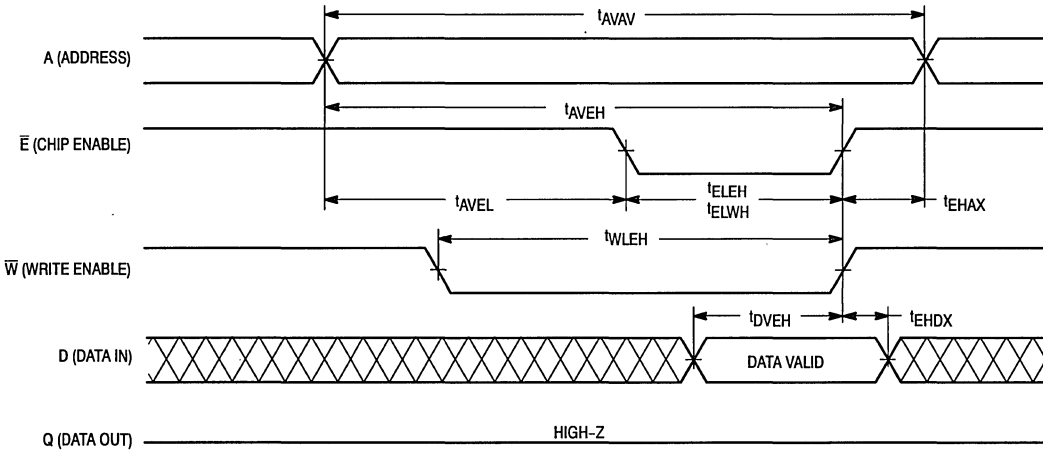 tAVAV
A (ADDRESS)
tAVEH
E̅ (CHIP ENABLE)
tAVEL
tELEH
tELWH
tEHAX
tWLEH
W̅ (WRITE ENABLE)
tDVEH
tEHDX
D (DATA IN)
DATA VALID
HIGH-Z
Q (DATA OUT)